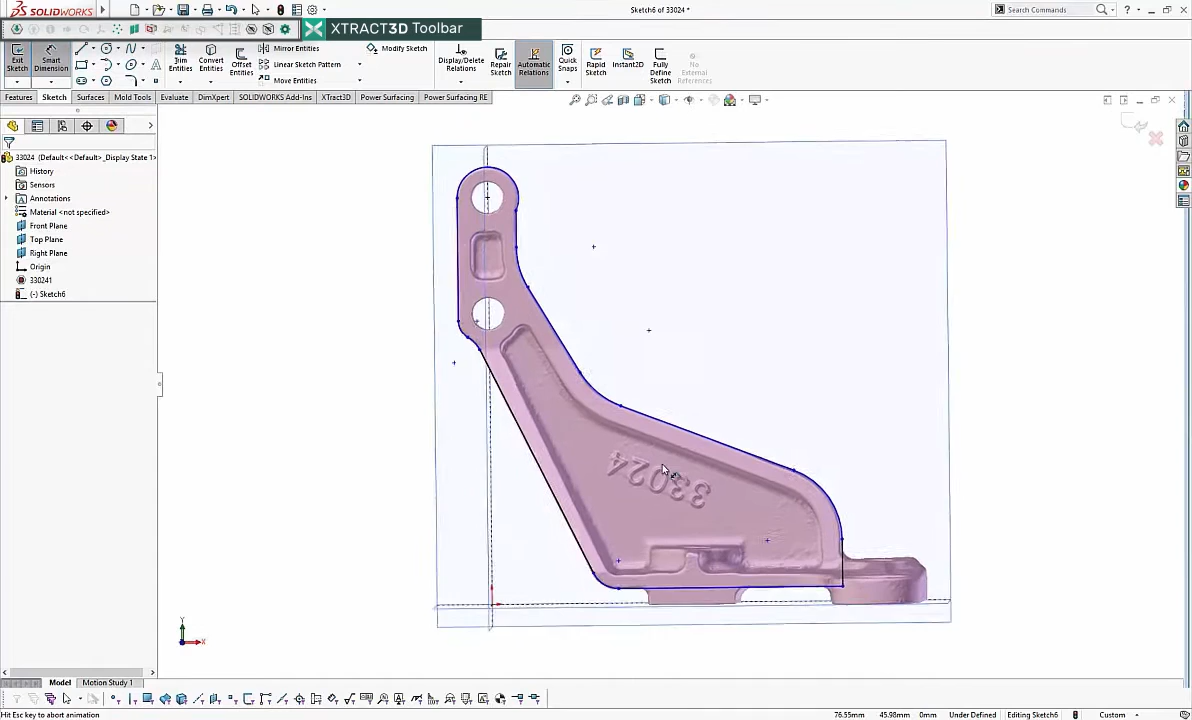 SOLIDWORKS
Sketch6 of 33024 *
Search Commands
XTRACT3D Toolbar
Exit Sketch
Smart Dimension
Trim Entities
Convert Entities
Offset Entities
Mirror Entities
Linear Sketch Pattern
Move Entities
Modify Sketch
Display/Delete Relations
Repair Sketch
Automatic Relations
Quick Snaps
Rapid Sketch
Instant2D
Fully Define Sketch
No External References
Features Sketch Surfaces Mold Tools Evaluate DimXpert SOLIDWORKS Add-Ins XTract3D Power Surfacing Power Surfacing RE
33024 (Default<<Default>_Display State 1>
History
Sensors
Annotations
Material <not specified>
Front Plane
Top Plane
Right Plane
Origin
330241
(-) Sketch6
33024
Y
X
Model Motion Study 1
Hit Esc key to abort animation
76.55mm 45.98mm 0mm Under Defined Editing Sketch6 Custom